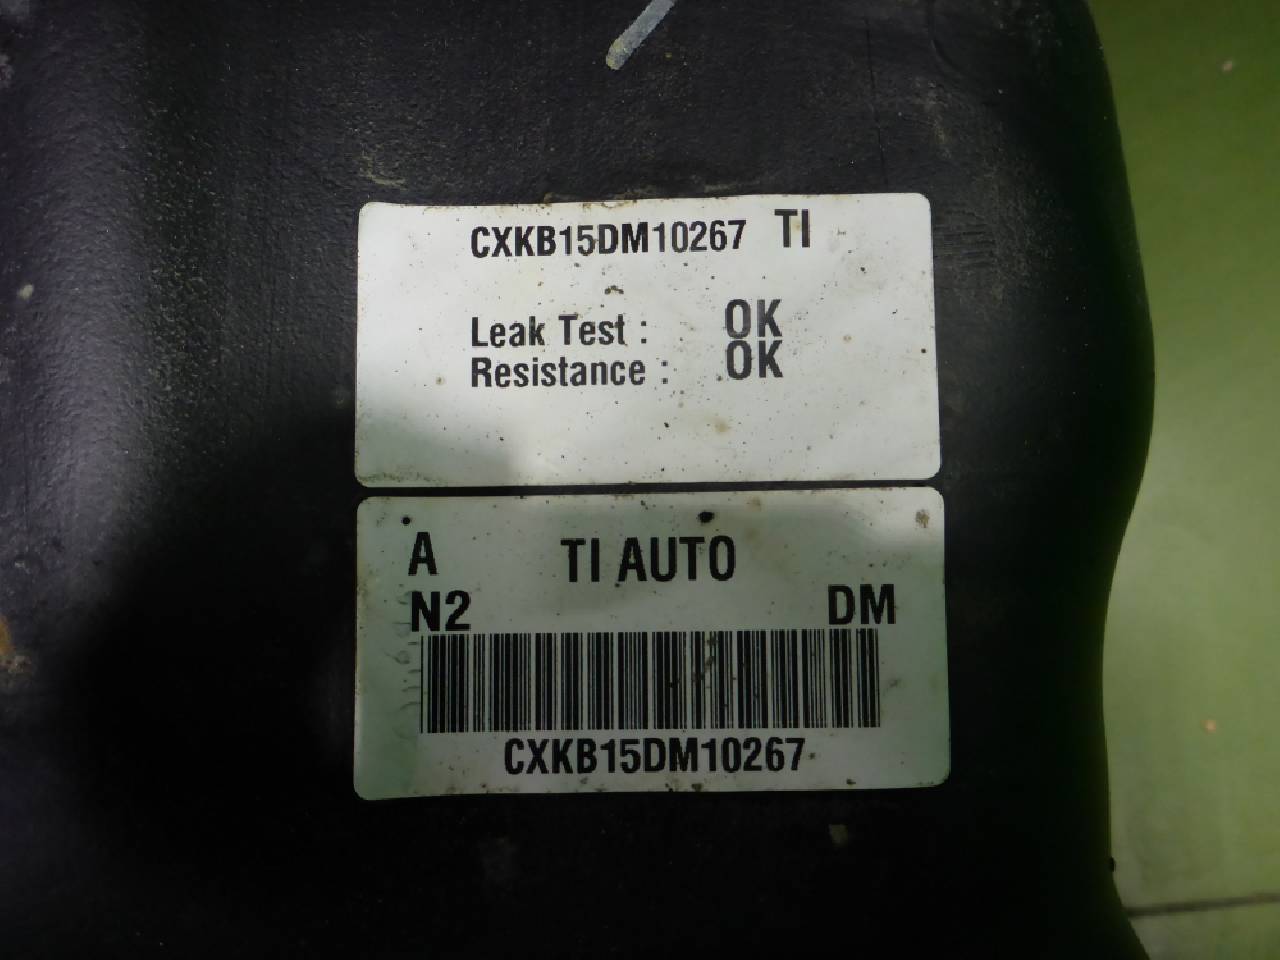 CXKB15DM10267 TI
Leak Test : OK
Resistance : OK
A TI AUTO
N2 DM
CXKB15DM10267